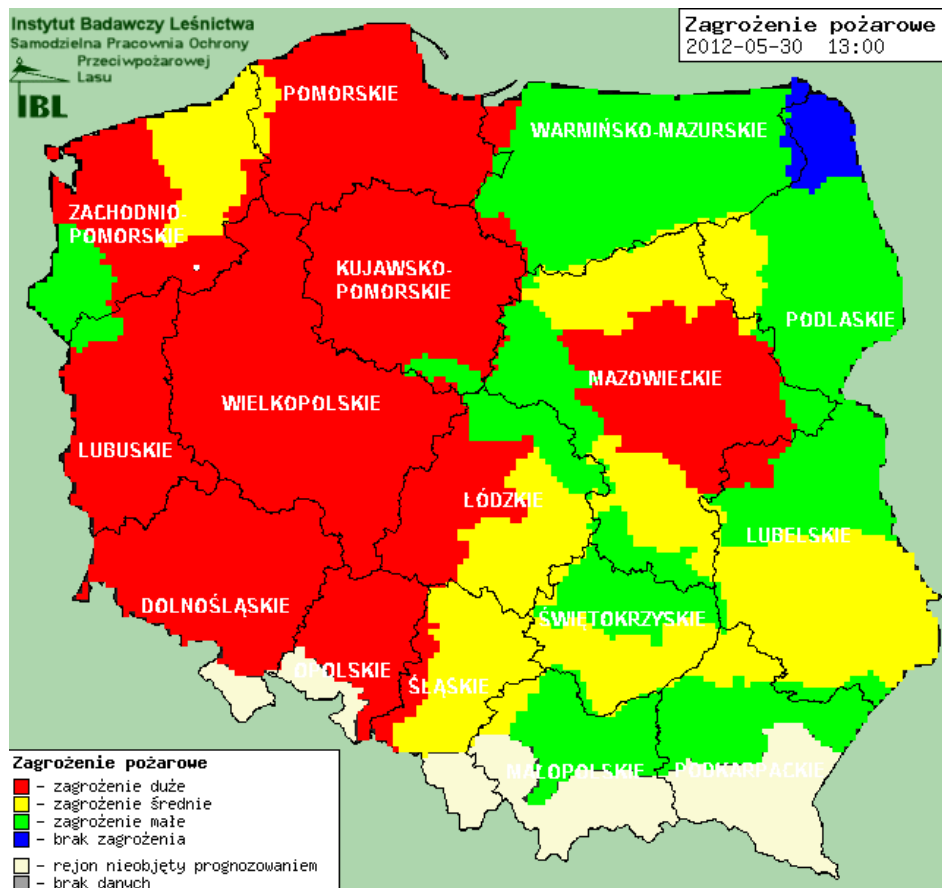 Instytut Badawczy Leśnictwa
Samodzielna Pracownia Ochrony
Przeciwpożarowej
Lasu
IBL
Zagrożenie pożarowe
2012-05-30 13:00
POMORSKIE
WARMIŃSKO-MAZURSKIE
ZACHODNIO-
POMORSKIE
KUJAWSKO-
POMORSKIE
PODLASKIE
MAZOWIECKIE
WIELKOPOLSKIE
LUBUSKIE
ŁÓDZKIE
LUBELSKIE
DOLNOŚLĄSKIE
ŚWIĘTOKRZYSKIE
OPOLSKIE
ŚLĄSKIE
MAŁOPOLSKIE
PODKARPACKIE
Zagrożenie pożarowe
- zagrożenie duże
- zagrożenie średnie
- zagrożenie małe
- brak zagrożenia
- rejon nieobjęty prognozowaniem
- brak danych